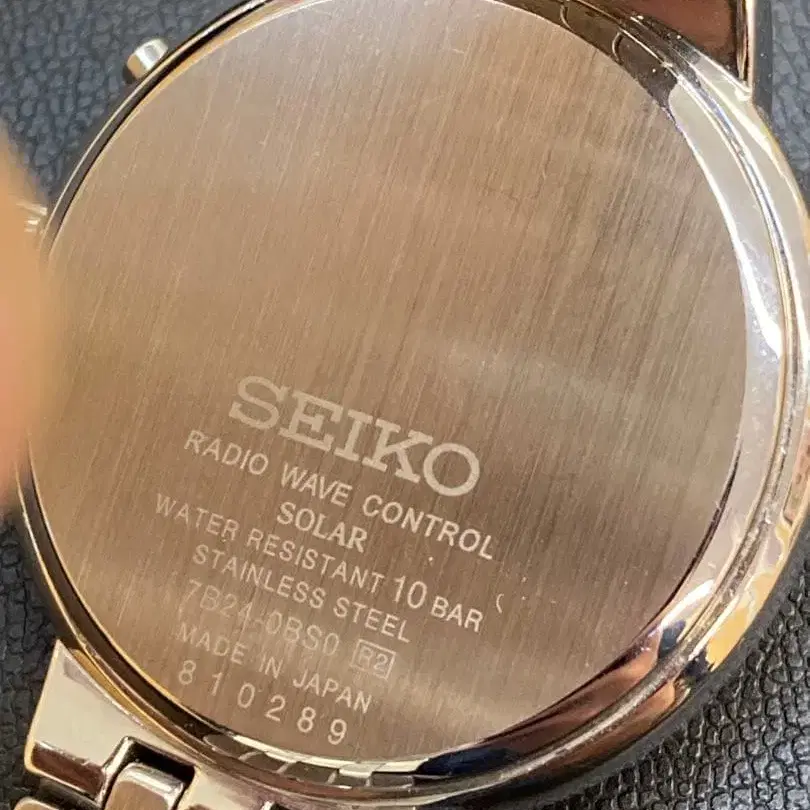 SEIKO
RADIO WAVE CONTROL
SOLAR
WATER RESISTANT 10 BAR
STAINLESS STEEL
7B24-0BS0 R2
MADE IN JAPAN
810289